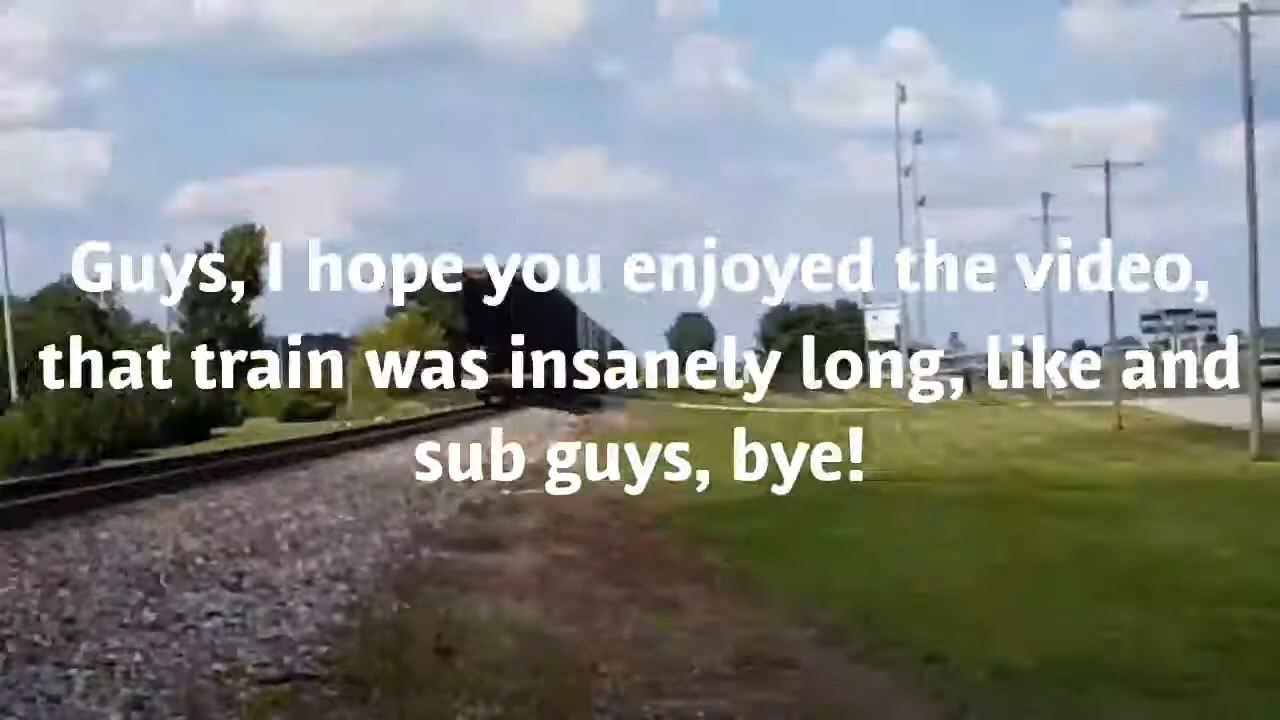 Guys, I hope you enjoyed the video,
that train was insanely long, like and
sub guys, bye!